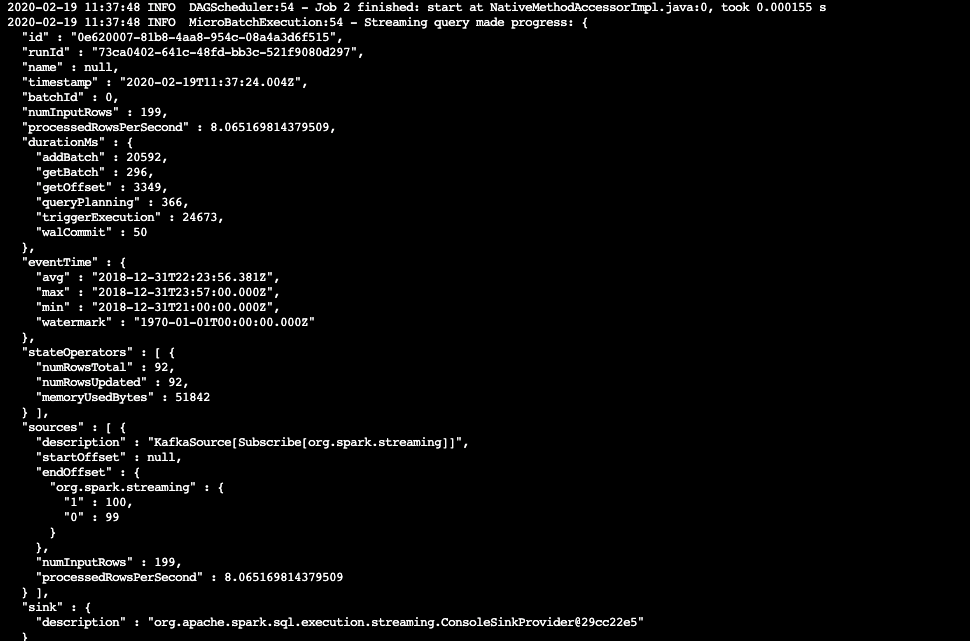 2020-02-19 11:37:48 INFO  DAGScheduler:54 - Job 2 finished: start at NativeMethodAccessorImpl.java:0, took 0.000155 s
2020-02-19 11:37:48 INFO  MicroBatchExecution:54 - Streaming query made progress: {
  "id" : "0e620007-81b8-4aa8-954c-08a4a3d6f515",
  "runId" : "73ca0402-641c-48fd-bb3c-521f9080d297",
  "name" : null,
  "timestamp" : "2020-02-19T11:37:24.004Z",
  "batchId" : 0,
  "numInputRows" : 199,
  "processedRowsPerSecond" : 8.065169814379509,
  "durationMs" : {
    "addBatch" : 20592,
    "getBatch" : 296,
    "getOffset" : 3349,
    "queryPlanning" : 366,
    "triggerExecution" : 24673,
    "walCommit" : 50
  },
  "eventTime" : {
    "avg" : "2018-12-31T22:23:56.381Z",
    "max" : "2018-12-31T23:57:00.000Z",
    "min" : "2018-12-31T21:00:00.000Z",
    "watermark" : "1970-01-01T00:00:00.000Z"
  },
  "stateOperators" : [ {
    "numRowsTotal" : 92,
    "numRowsUpdated" : 92,
    "memoryUsedBytes" : 51842
  } ],
  "sources" : [ {
    "description" : "KafkaSource[Subscribe[org.spark.streaming]]",
    "startOffset" : null,
    "endOffset" : {
      "org.spark.streaming" : {
        "1" : 100,
        "0" : 99
      }
    },
    "numInputRows" : 199,
    "processedRowsPerSecond" : 8.065169814379509
  } ],
  "sink" : {
    "description" : "org.apache.spark.sql.execution.streaming.ConsoleSinkProvider@29cc22e5"
  }